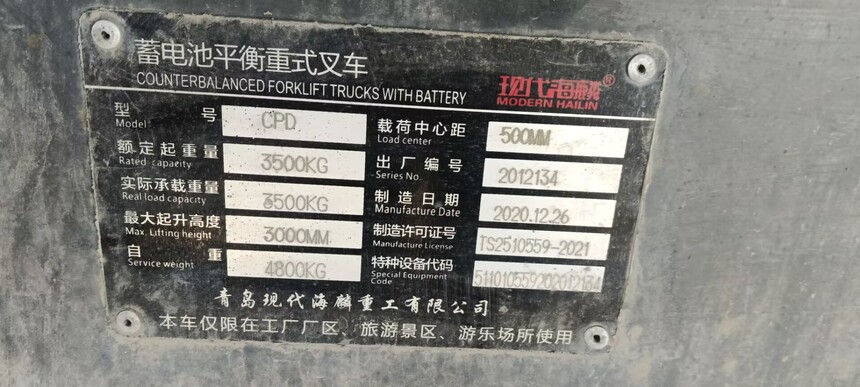 蓄电池平衡重式叉车
COUNTERBALANCED FORKLIFT TRUCKS WITH BATTERY
现代海麟®
MODERN HAILIN
型 号 CPD
Model
额定起重量 3500KG
Rated capacity
实际承载重量 3500KG
Real load capacity
最大起升高度 3000MM
Max. Lifting height
自 重 4800KG
Service weight
载荷中心距 500MM
Load center
出厂编号 2012134
Series No.
制造日期 2020.12.26
Manufacture Date
制造许可证号 TS2510559-2021
Manufacture License
特种设备代码 511010559202012134
Special Equipment
Code
青岛现代海麟重工有限公司
本车仅限在工厂厂区、旅游景区、游乐场所使用